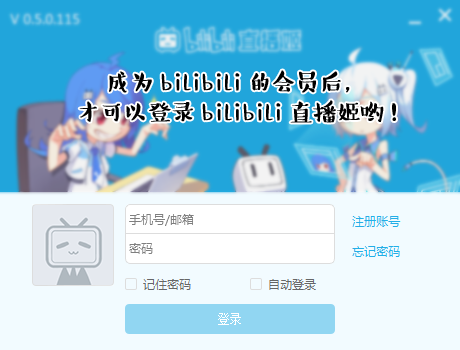 V 0.5.0.115
bilibili 直播姬
成为 bilibili 的会员后，
才可以登录 bilibili 直播姬哟！
手机号/邮箱
注册账号
密码
忘记密码
记住密码
自动登录
登录